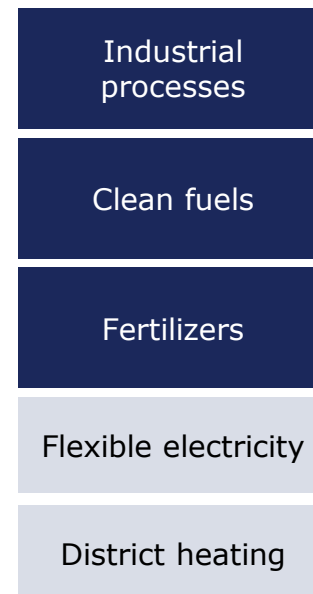 Industrial
processes
Clean fuels
Fertilizers
Flexible electricity
District heating